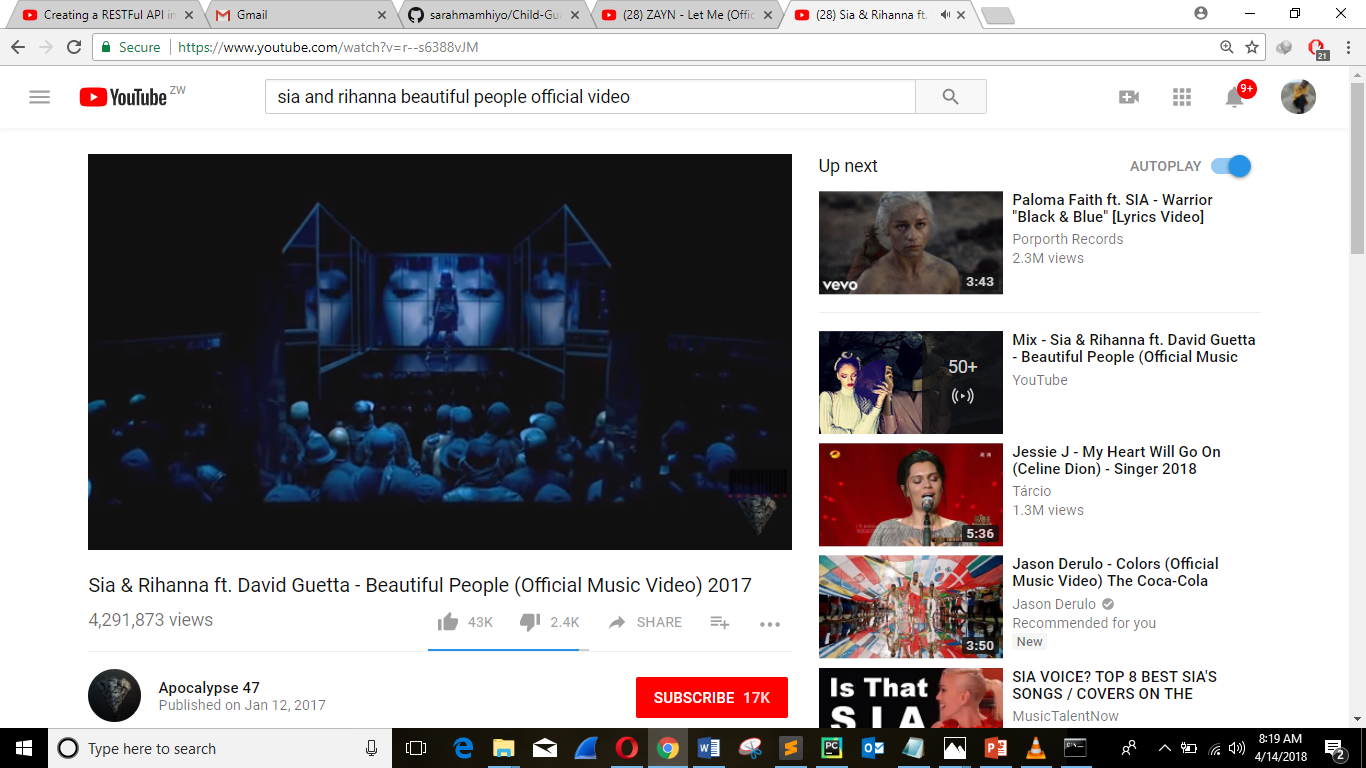 Creating a RESTFul API in
Gmail
sarahmamhiyo/Child-Gua
(28) ZAYN - Let Me (Offic
(28) Sia & Rihanna ft.
Secure
https://www.youtube.com/watch?v=r--s6388vJM
21
YouTube ZW
sia and rihanna beautiful people official video
9+
Up next
AUTOPLAY
Paloma Faith ft. SIA - Warrior
"Black & Blue" [Lyrics Video]
Porporth Records
2.3M views
vevo
3:43
Mix - Sia & Rihanna ft. David Guetta
- Beautiful People (Official Music
YouTube
50+
Jessie J - My Heart Will Go On
(Celine Dion) - Singer 2018
Tárcio
1.3M views
5:36
Jason Derulo - Colors (Official
Music Video) The Coca-Cola
Jason Derulo
Recommended for you
New
3:50
SIA VOICE? TOP 8 BEST SIA'S
SONGS / COVERS ON THE
MusicTalentNow
Is That
SIA
Sia & Rihanna ft. David Guetta - Beautiful People (Official Music Video) 2017
4,291,873 views
43K
2.4K
SHARE
Apocalypse 47
Published on Jan 12, 2017
SUBSCRIBE 17K
Type here to search
8:19 AM
4/14/2018
2